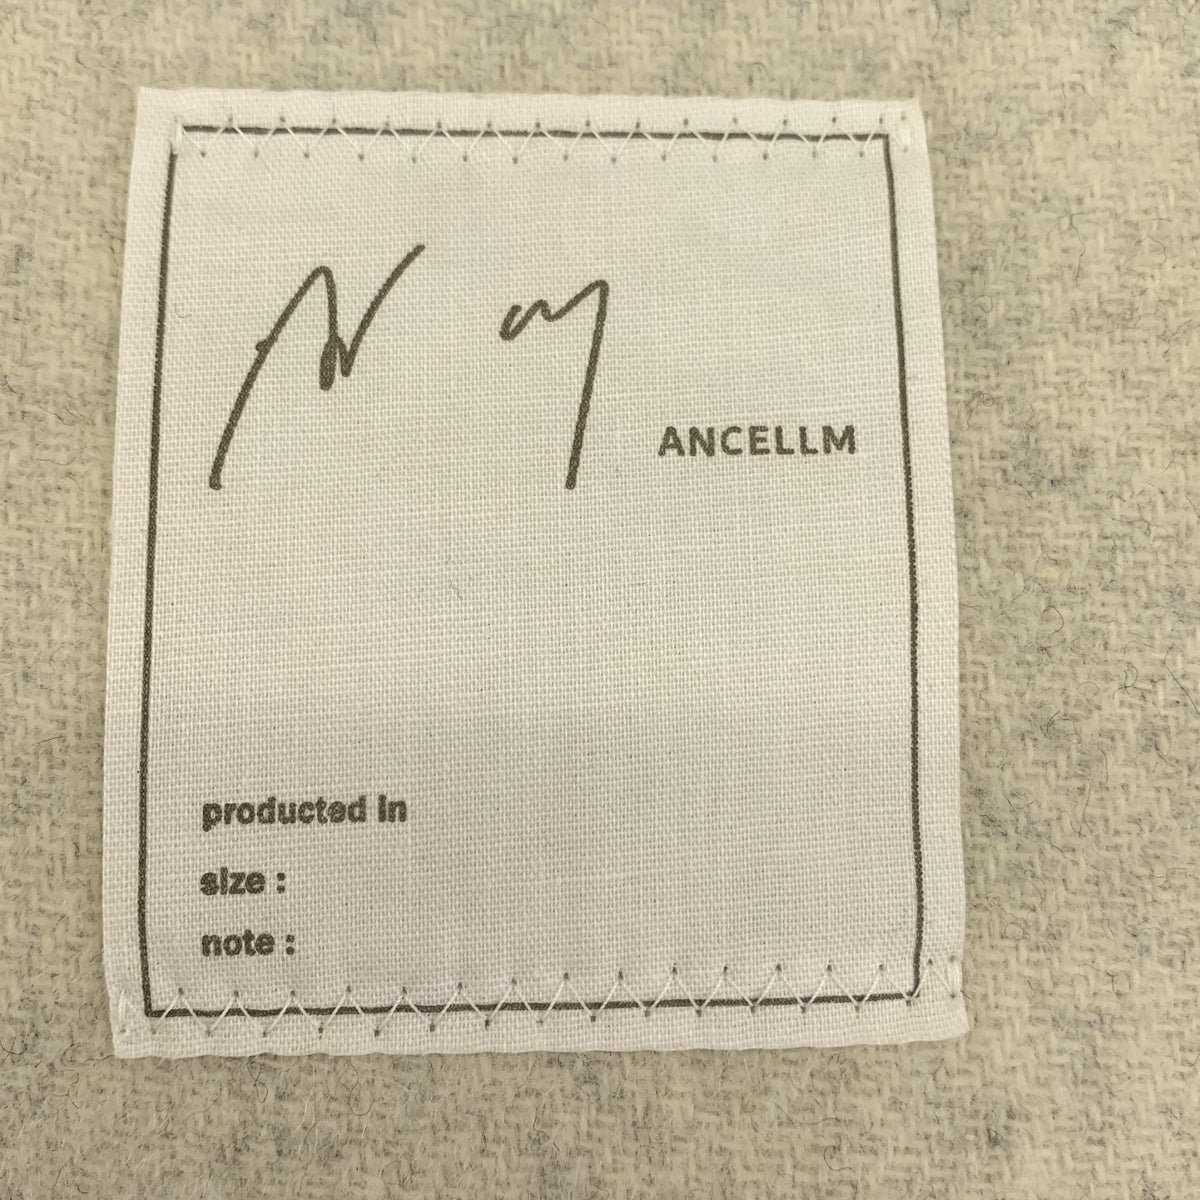 ANCELLM
producted in
size :
note :